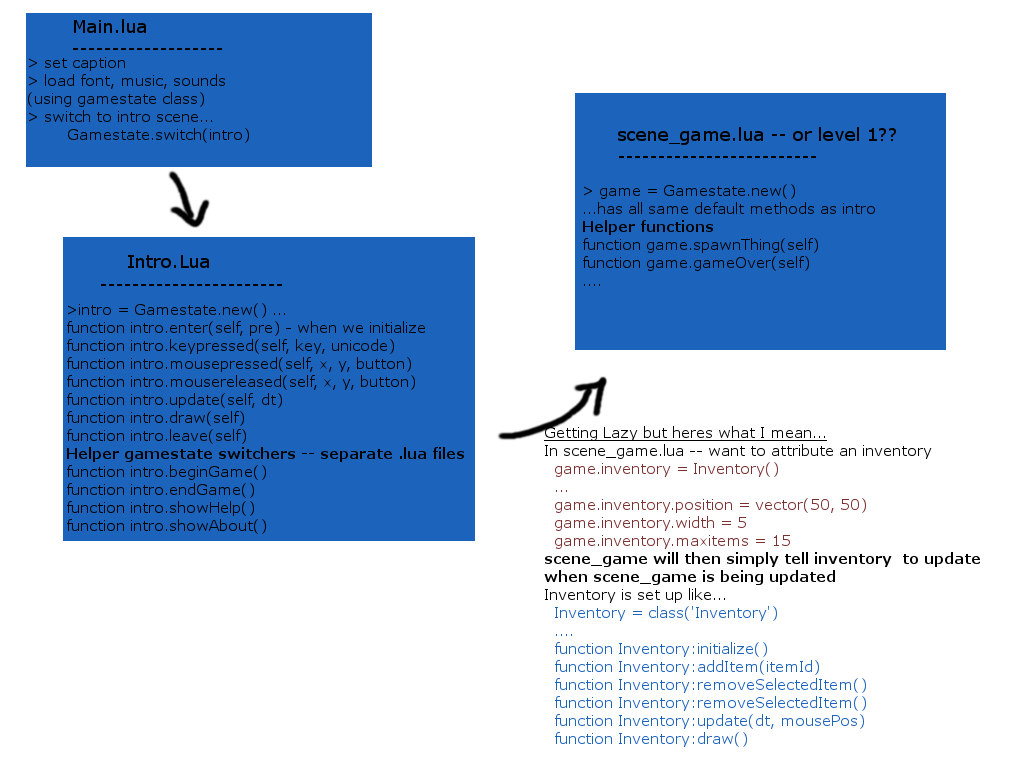 Main.lua
-------------------
> set caption
> load font, music, sounds
(using gamestate class)
> switch to intro scene...
Gamestate.switch(intro)
Intro.Lua
-----------------------
>intro = Gamestate.new() ...
function intro.enter(self, pre) - when we initialize
function intro.keypressed(self, key, unicode)
function intro.mousepressed(self, x, y, button)
function intro.mousereleased(self, x, y, button)
function intro.update(self, dt)
function intro.draw(self)
function intro.leave(self)
Helper gamestate switchers -- separate .lua files
function intro.beginGame()
function intro.endGame()
function intro.showHelp()
function intro.showAbout()
scene_game.lua -- or level 1??
-------------------------
> game = Gamestate.new()
...has all same default methods as intro
Helper functions
function game.spawnThing(self)
function game.gameOver(self)
....
Getting Lazy but heres what I mean...
In scene_game.lua -- want to attribute an inventory
game.inventory = Inventory()
...
game.inventory.position = vector(50, 50)
game.inventory.width = 5
game.inventory.maxitems = 15
scene_game will then simply tell inventory  to update
when scene_game is being updated
Inventory is set up like...
Inventory = class('Inventory')
....
function Inventory:initialize()
function Inventory:addItem(itemId)
function Inventory:removeSelectedItem()
function Inventory:removeSelectedItem()
function Inventory:update(dt, mousePos)
function Inventory:draw()